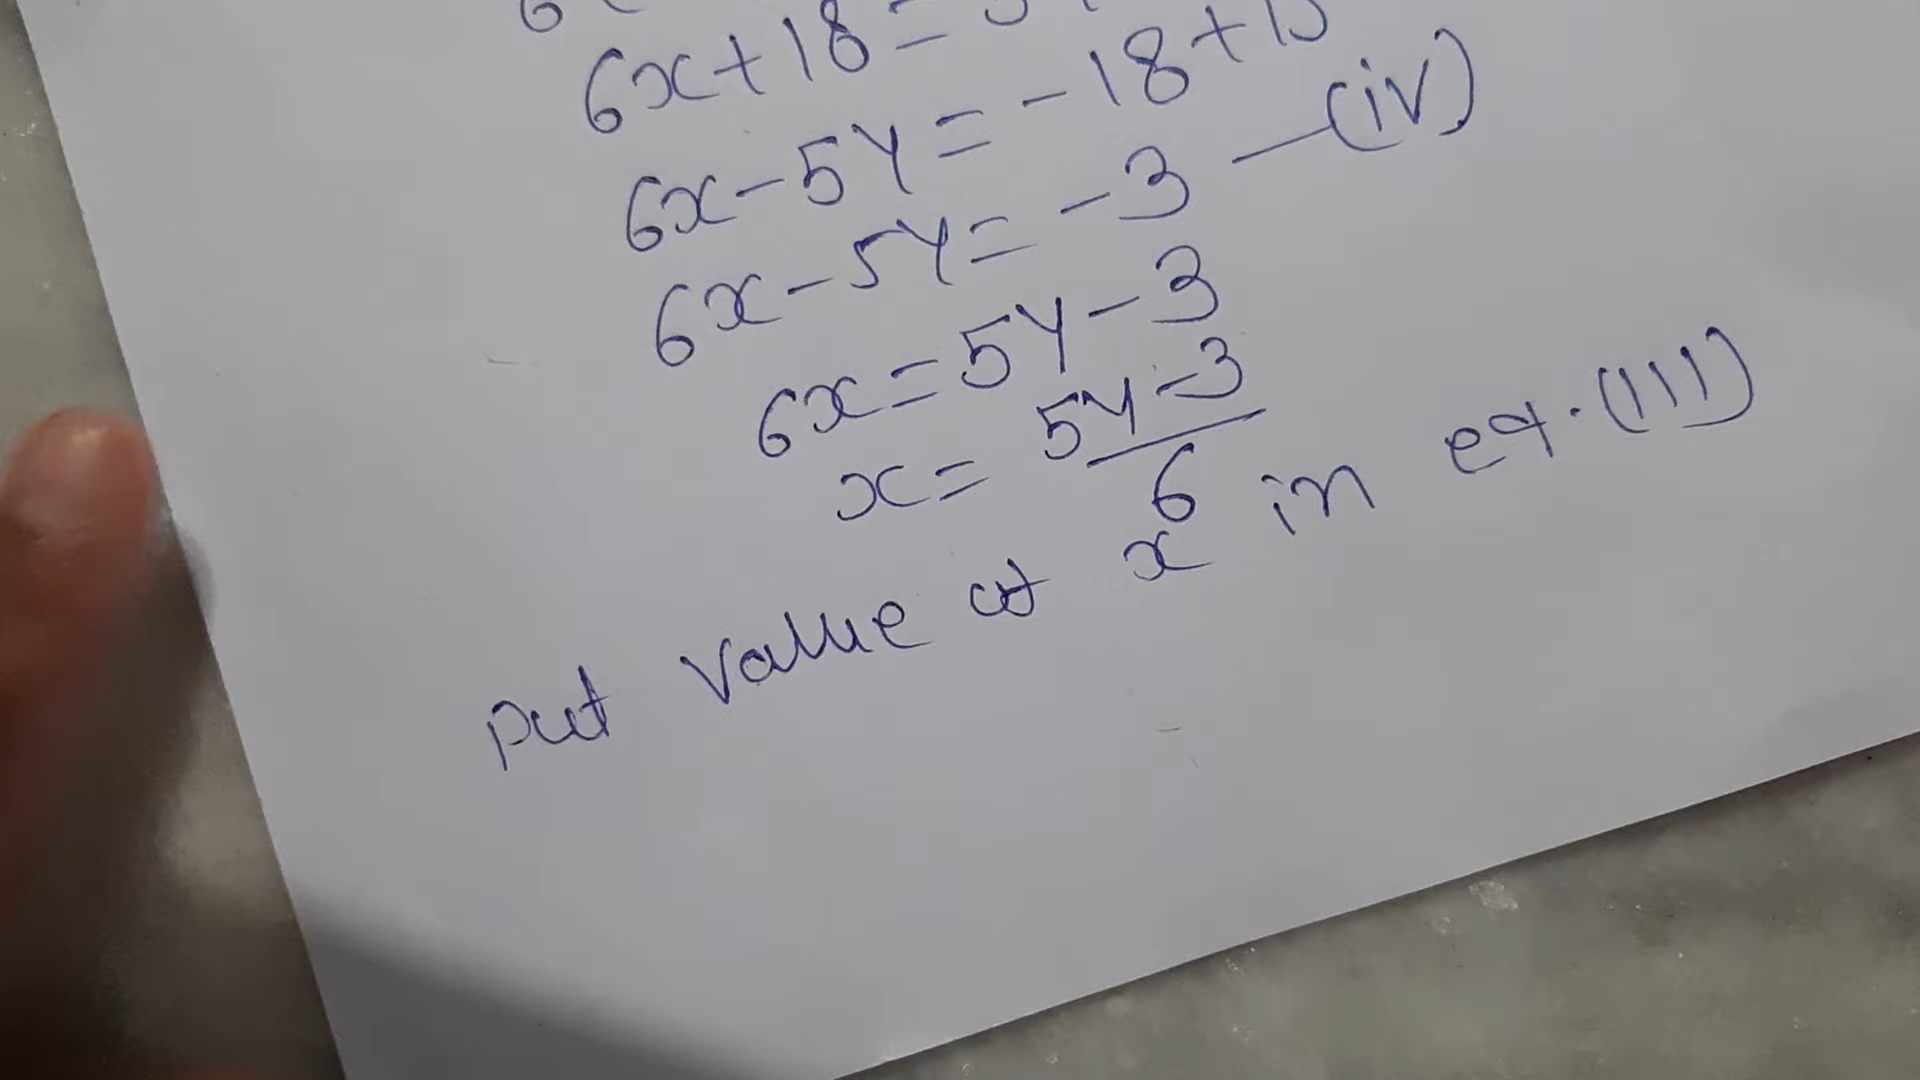 6x+18=
6x-5y=-18+15
6x-5y=-3 —(iv)
6x=5y-3
x=5y-3/6
put value of x in eq.(III)